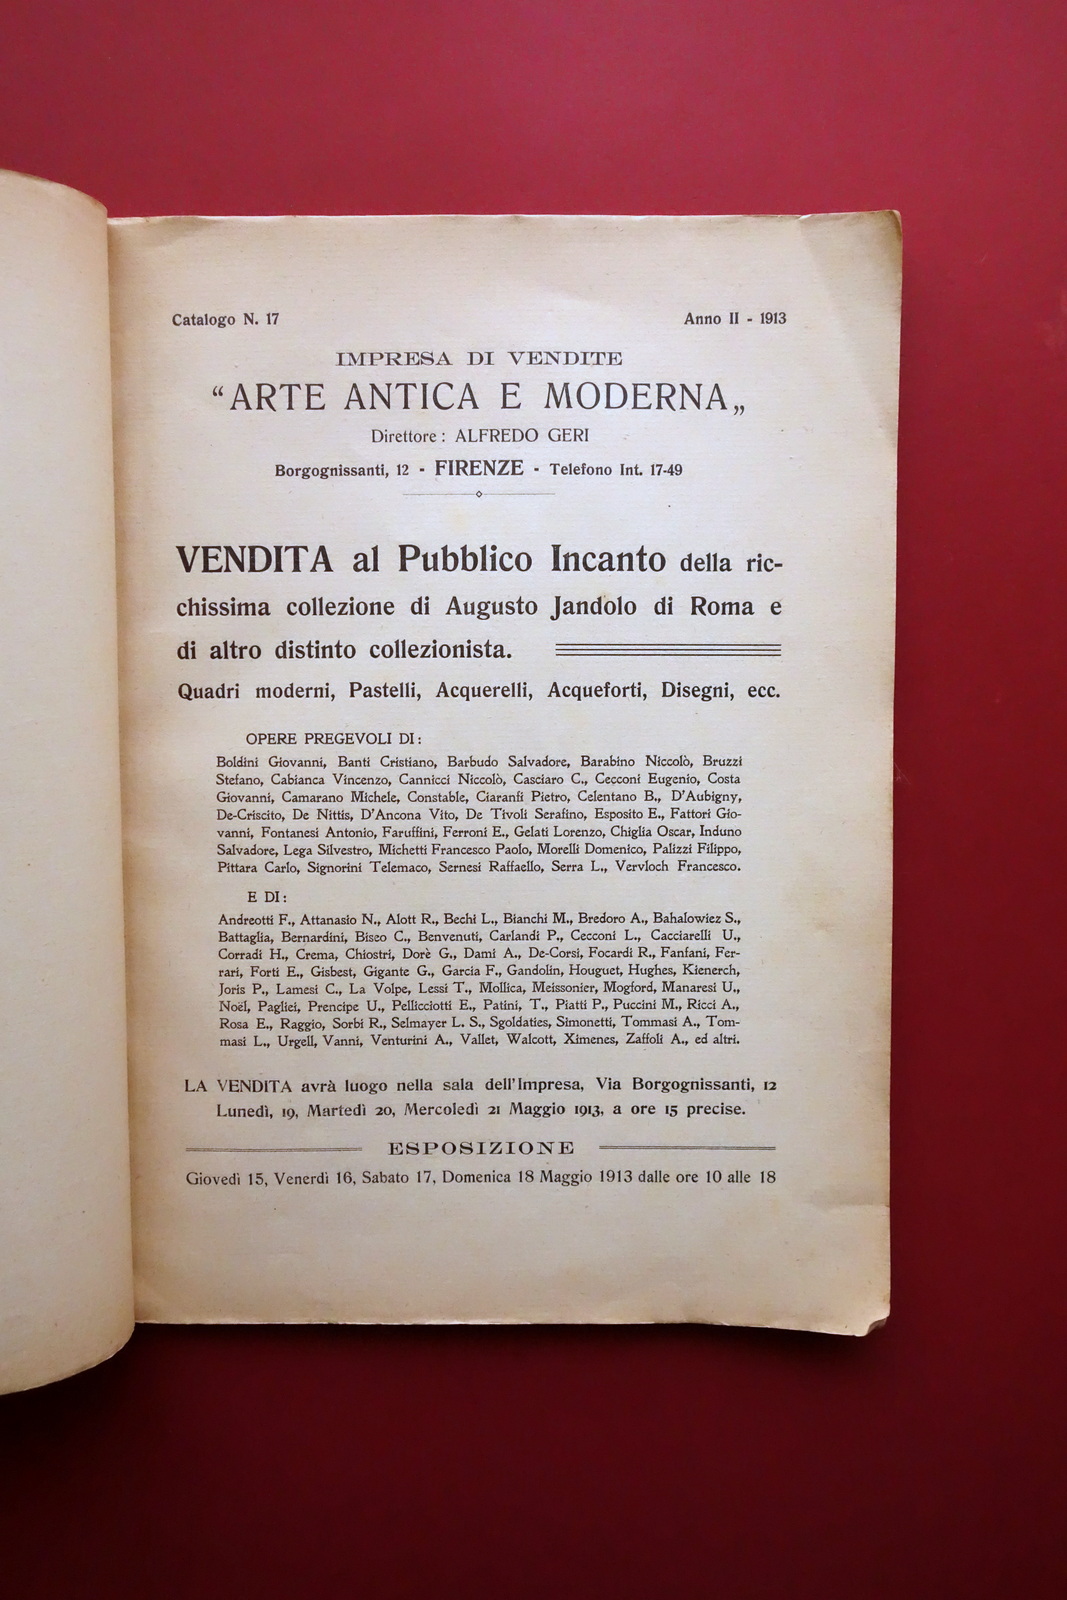 Catalogo N. 17 Anno II - 1913
IMPRESA DI VENDITE
“ARTE ANTICA E MODERNA„
Direttore : ALFREDO GERI
Borgognissanti, 12 - FIRENZE - Telefono Int. 17-49
VENDITA al Pubblico Incanto della ric-
chissima collezione di Augusto Jandolo di Roma e
di altro distinto collezionista.
Quadri moderni, Pastelli, Acquerelli, Acqueforti, Disegni, ecc.
OPERE PREGEVOLI DI :
Boldini Giovanni, Banti Cristiano, Barbudo Salvadore, Barabino Niccolò, Bruzzi
Stefano, Cabianca Vincenzo, Cannicci Niccolò, Casciaro C., Cecconi Eugenio, Costa
Giovanni, Camarano Michele, Constable, Ciaranfi Pietro, Celentano B., D'Aubigny,
De-Criscito, De Nittis, D'Ancona Vito, De Tivoli Serafino, Esposito E., Fattori Gio-
vanni, Fontanesi Antonio, Faruffini, Ferroni E., Gelati Lorenzo, Chiglia Oscar, Induno
Salvadore, Lega Silvestro, Michetti Francesco Paolo, Morelli Domenico, Palizzi Filippo,
Pittara Carlo, Signorini Telemaco, Sernesi Raffaello, Serra L., Vervloch Francesco.
E DI :
Andreotti F., Attanasio N., Alott R., Bechi L., Bianchi M., Bredoro A., Bahalowiez S.,
Battaglia, Bernardini, Biseo C., Benvenuti, Carlandi P., Cecconi L., Cacciarelli U.,
Corradi H., Crema, Chiostri, Dorè G., Dami A., De-Corsi, Focardi R., Fanfani, Fer-
rari, Forti E., Gisbest, Gigante G., Garcia F., Gandolin, Houguet, Hughes, Kienerch,
Joris P., Lamesi C., La Volpe, Lessi T., Mollica, Meissonier, Mogford, Manaresi U.,
Noël, Pagliei, Prencipe U., Pellicciotti E., Patini, T., Piatti P., Puccini M., Ricci A.,
Rosa E., Raggio, Sorbi R., Selmayer L. S., Sgoldaties, Simonetti, Tommasi A., Tom-
masi L., Urgell, Vanni, Venturini A., Vallet, Walcott, Ximenes, Zaffoli A., ed altri.
LA VENDITA avrà luogo nella sala dell'Impresa, Via Borgognissanti, 12
Lunedì, 19, Martedì 20, Mercoledì 21 Maggio 1913, a ore 15 precise.
ESPOSIZIONE
Giovedì 15, Venerdì 16, Sabato 17, Domenica 18 Maggio 1913 dalle ore 10 alle 18